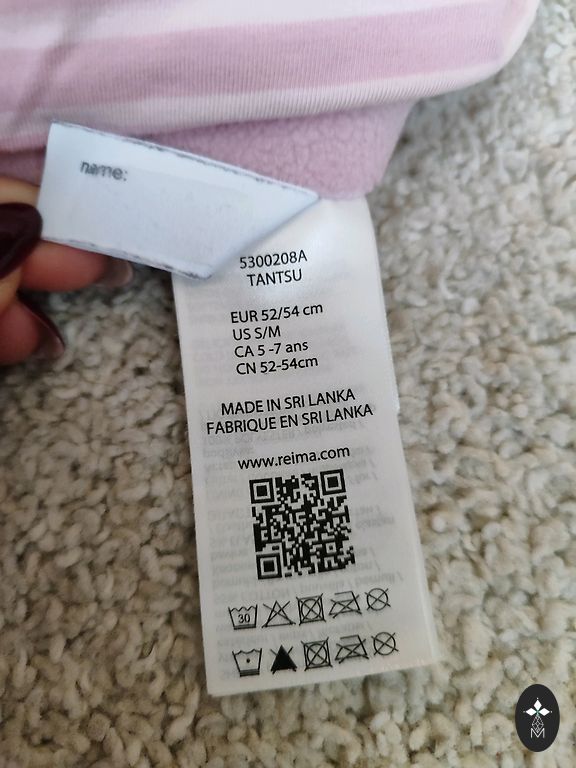 name:
5300208A
TANTSU
EUR 52/54 cm
US S/M
CA 5 -7 ans
CN 52-54cm
MADE IN SRI LANKA
FABRIQUE EN SRI LANKA
www.reima.com
30
M